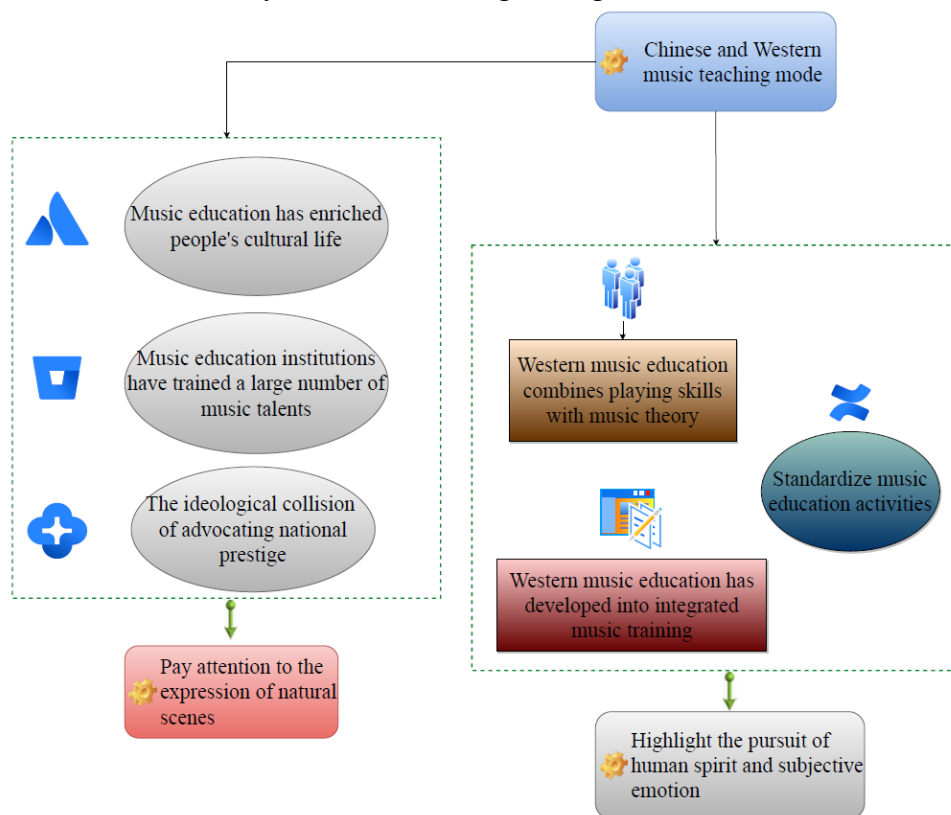 Chinese and Western
music teaching mode
Music education has enriched
people's cultural life
Music education institutions
have trained a large number of
music talents
The ideological collision
of advocating national
prestige
Pay attention to the
expression of natural
scenes
Western music education
combines playing skills
with music theory
Standardize music
education activities
Western music education has
developed into integrated
music training
Highlight the pursuit of
human spirit and subjective
emotion